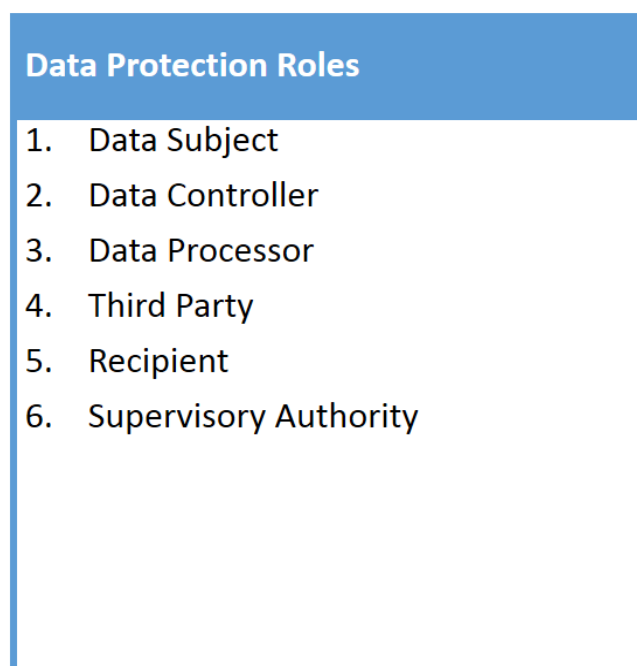 Data Protection Roles
1. Data Subject
2. Data Controller
3. Data Processor
4. Third Party
5. Recipient
6. Supervisory Authority